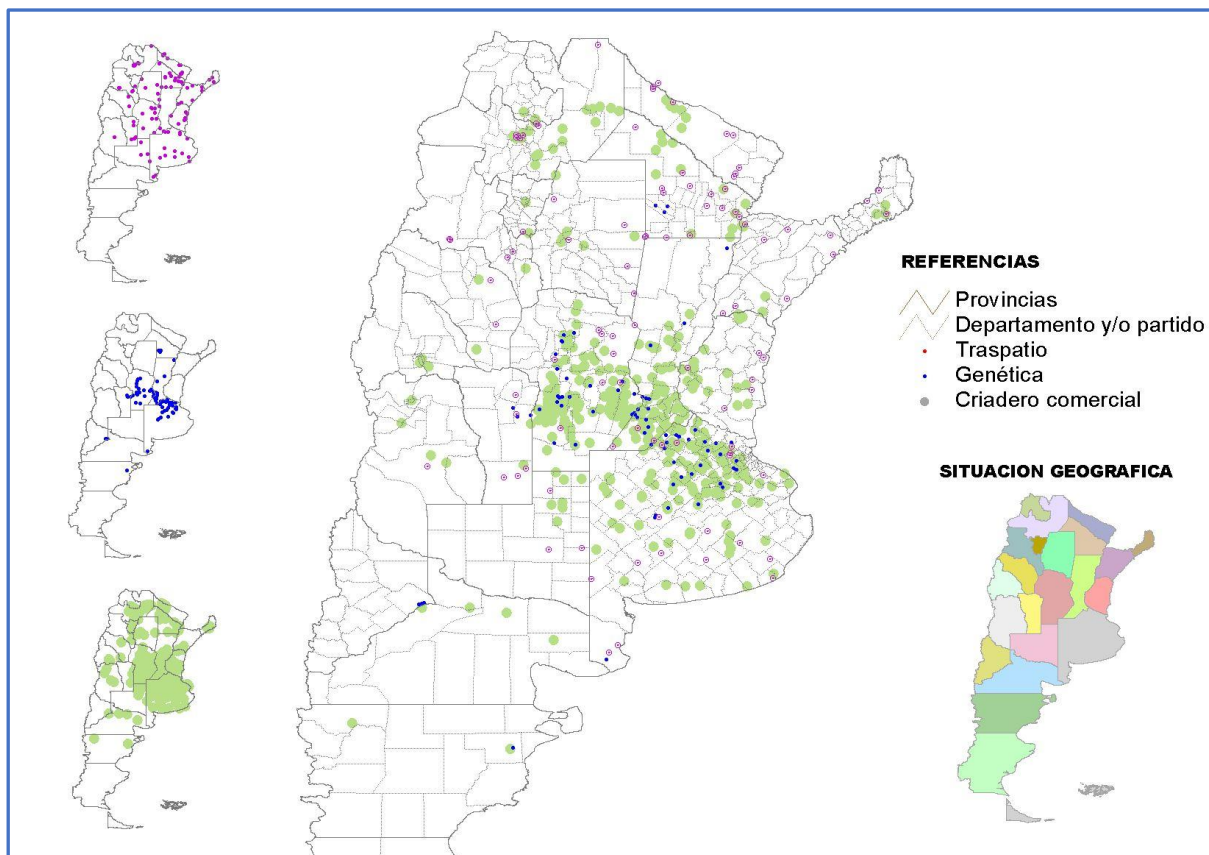 REFERENCIAS
Provincias
Departamento y/o partido
Traspatio
Genética
Criadero comercial
SITUACION GEOGRAFICA